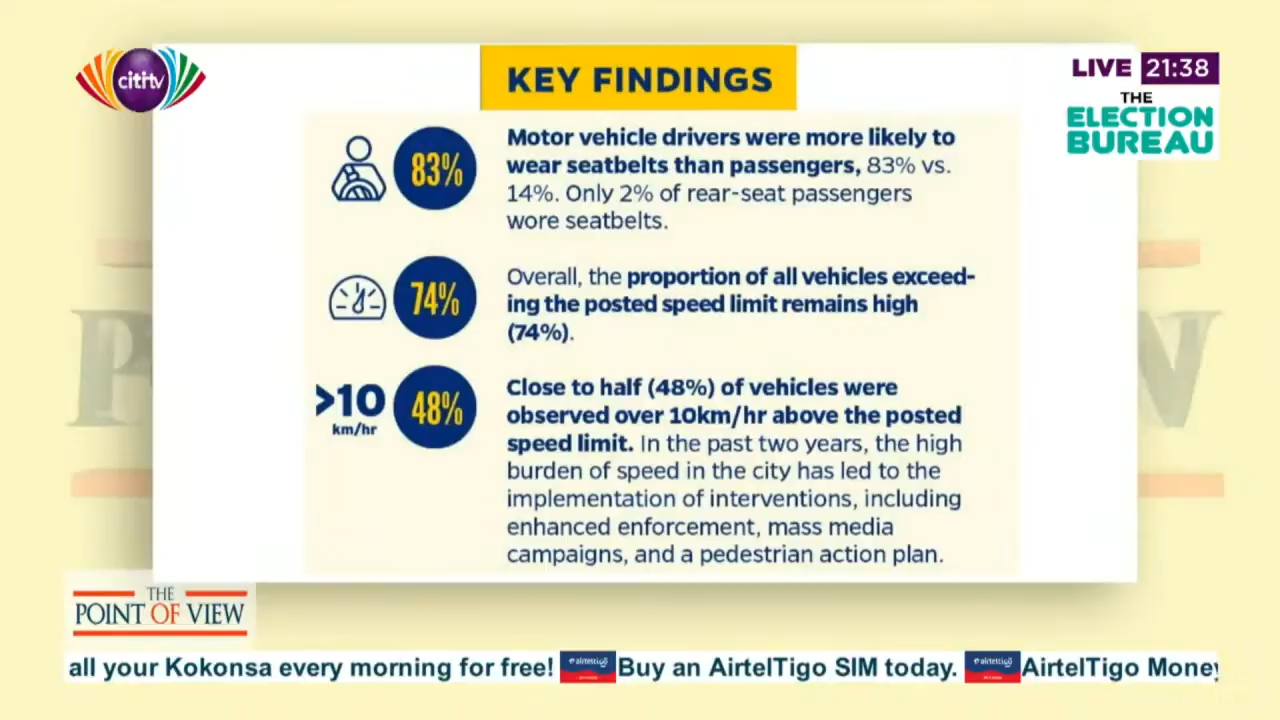 cititv
LIVE 21:38
THE
ELECTION
BUREAU
KEY FINDINGS
83%
Motor vehicle drivers were more likely to
wear seatbelts than passengers, 83% vs.
14%. Only 2% of rear-seat passengers
wore seatbelts.
74%
Overall, the proportion of all vehicles exceed-
ing the posted speed limit remains high
(74%).
>10
km/hr
48%
Close to half (48%) of vehicles were
observed over 10km/hr above the posted
speed limit. In the past two years, the high
burden of speed in the city has led to the
implementation of interventions, including
enhanced enforcement, mass media
campaigns, and a pedestrian action plan.
THE
POINT OF VIEW
all your Kokonsa every morning for free! airteltigo Buy an AirtelTigo SIM today. airteltigo AirtelTigo Money